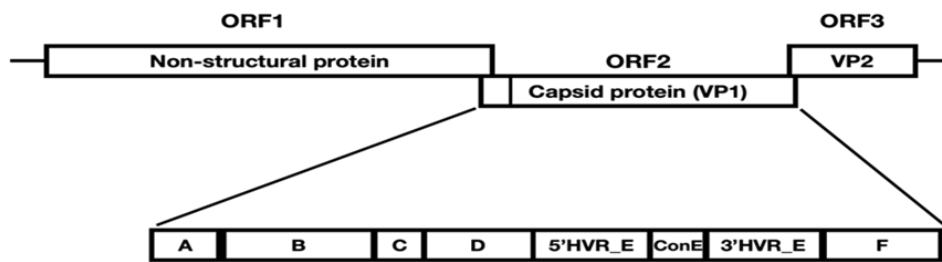 ORF1
ORF3
Non-structural protein
ORF2
VP2
Capsid protein (VP1)
A B C D 5'HVR_E ConE 3'HVR_E F